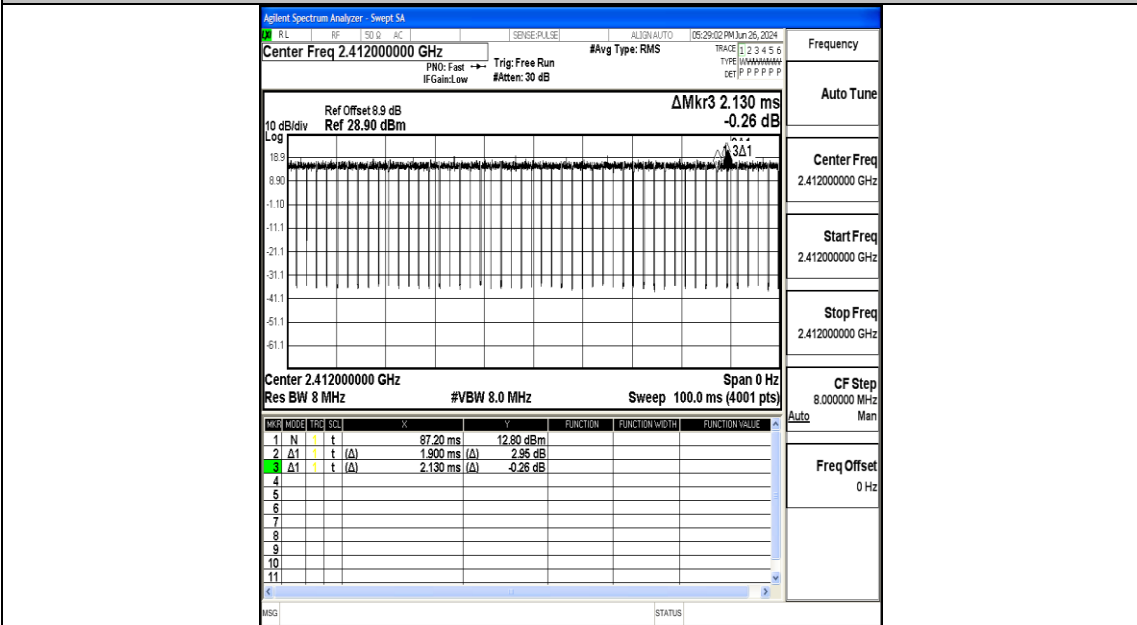 Agilent Spectrum Analyzer - Swept SA
RL RF 50 Ω AC SENSE:PULSE ALIGN AUTO 05:29:02 PM Jun 26, 2024
Center Freq 2.412000000 GHz
PNO: Fast
IFGain:Low
Trig: Free Run
#Atten: 30 dB
#Avg Type: RMS
TRACE 1 2 3 4 5 6
TYPE
DET P P P P P P
Frequency
Auto Tune
Center Freq
2.412000000 GHz
Start Freq
2.412000000 GHz
Stop Freq
2.412000000 GHz
CF Step
8.000000 MHz
Auto Man
Freq Offset
0 Hz
Ref Offset 8.9 dB
10 dB/div Ref 28.90 dBm
ΔMkr3 2.130 ms
-0.26 dB
Log
18.9
8.90
-1.10
-11.1
-21.1
-31.1
-41.1
-51.1
-61.1
3Δ1
Center 2.412000000 GHz Span 0 Hz
Res BW 8 MHz #VBW 8.0 MHz Sweep 100.0 ms (4001 pts)
MKR MODE TRC SCL X Y FUNCTION FUNCTION WIDTH FUNCTION VALUE
1 N 1 t 87.20 ms 12.80 dBm
2 Δ1 1 t (Δ) 1.900 ms (Δ) 2.95 dB
3 Δ1 1 t (Δ) 2.130 ms (Δ) -0.26 dB
4
5
6
7
8
9
10
11
MSG STATUS